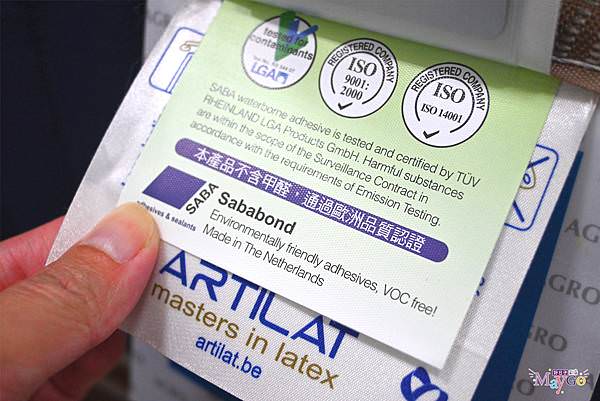 tested for
contaminants
LGA
REGISTERED COMPANY
ISO
9001:
2000
REGISTERED COMPANY
ISO
ISO 14001
SABA waterborne adhesive is tested and certified by TÜV
RHEINLAND LGA Products GmbH. Harmful substances
are within the scope of the Surveillance Contract in
accordance with the requirements of Emission Testing.
本產品不含甲醛，通過歐洲品質認證
SABA
adhesives & sealants
Sababond
Environmentally friendly adhesives, VOC free!
Made in The Netherlands
ARTILAT
masters in latex
artilat.be
AGRO
AG
AGRO
GRO
MayGo